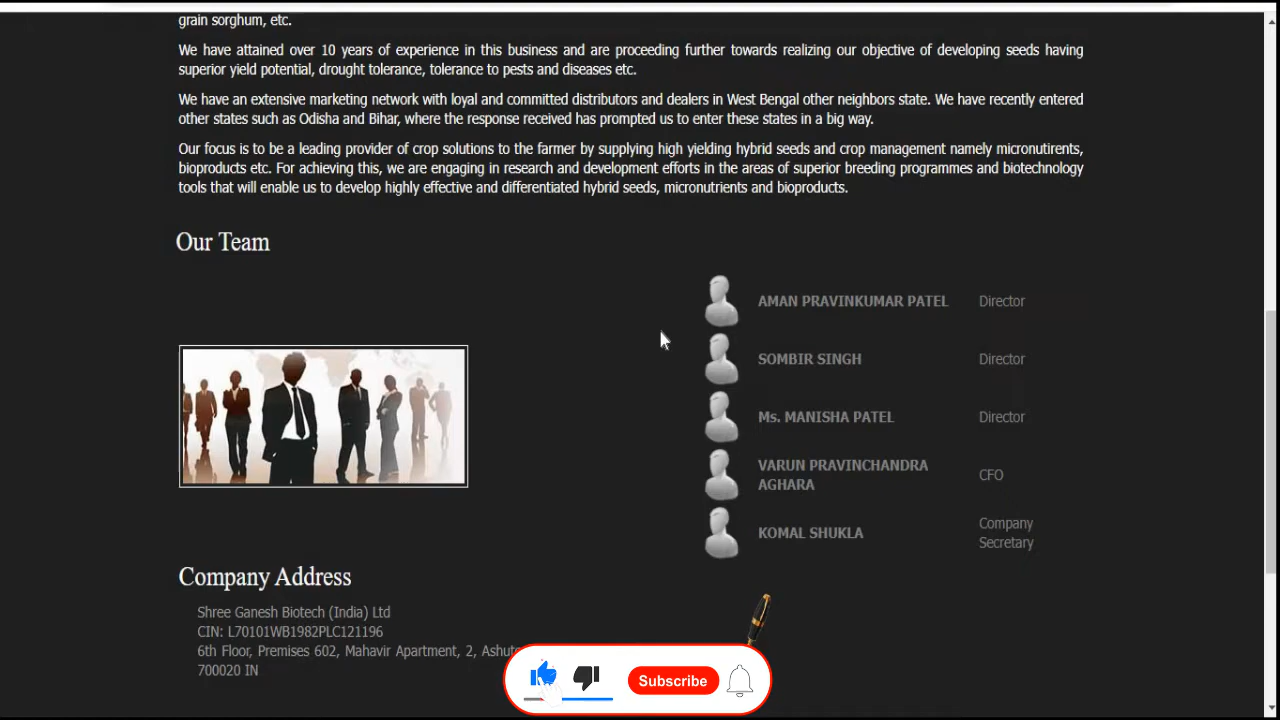 grain sorghum, etc.
We have attained over 10 years of experience in this business and are proceeding further towards realizing our objective of developing seeds having
superior yield potential, drought tolerance, tolerance to pests and diseases etc.
We have an extensive marketing network with loyal and committed distributors and dealers in West Bengal other neighbors state. We have recently entered
other states such as Odisha and Bihar, where the response received has prompted us to enter these states in a big way.
Our focus is to be a leading provider of crop solutions to the farmer by supplying high yielding hybrid seeds and crop management namely micronutirents,
bioproducts etc. For achieving this, we are engaging in research and development efforts in the areas of superior breeding programmes and biotechnology
tools that will enable us to develop highly effective and differentiated hybrid seeds, micronutrients and bioproducts.
Our Team
AMAN PRAVINKUMAR PATEL Director
SOMBIR SINGH Director
Ms. MANISHA PATEL Director
VARUN PRAVINCHANDRA
AGHARA CFO
KOMAL SHUKLA Company
Secretary
Company Address
Shree Ganesh Biotech (India) Ltd
CIN: L70101WB1982PLC121196
6th Floor, Premises 602, Mahavir Apartment, 2,
700020 IN
Subscribe